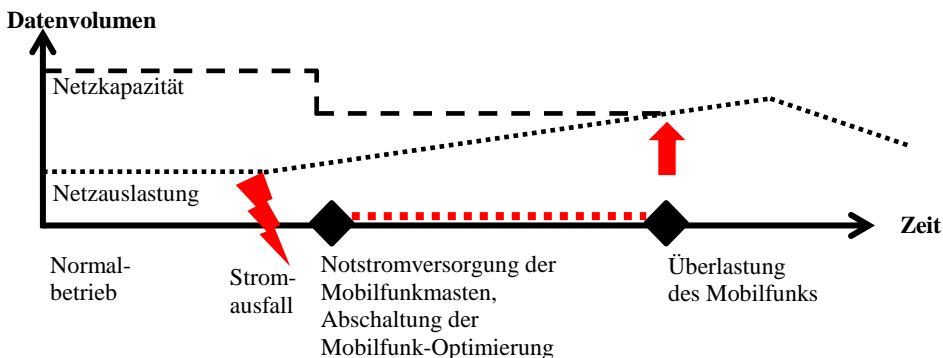 Datenvolumen
Netzkapazität
Netzauslastung
Zeit
Normal-
betrieb
Strom-
ausfall
Notstromversorgung der
Mobilfunkmasten,
Abschaltung der
Mobilfunk-Optimierung
Überlastung
des Mobilfunks